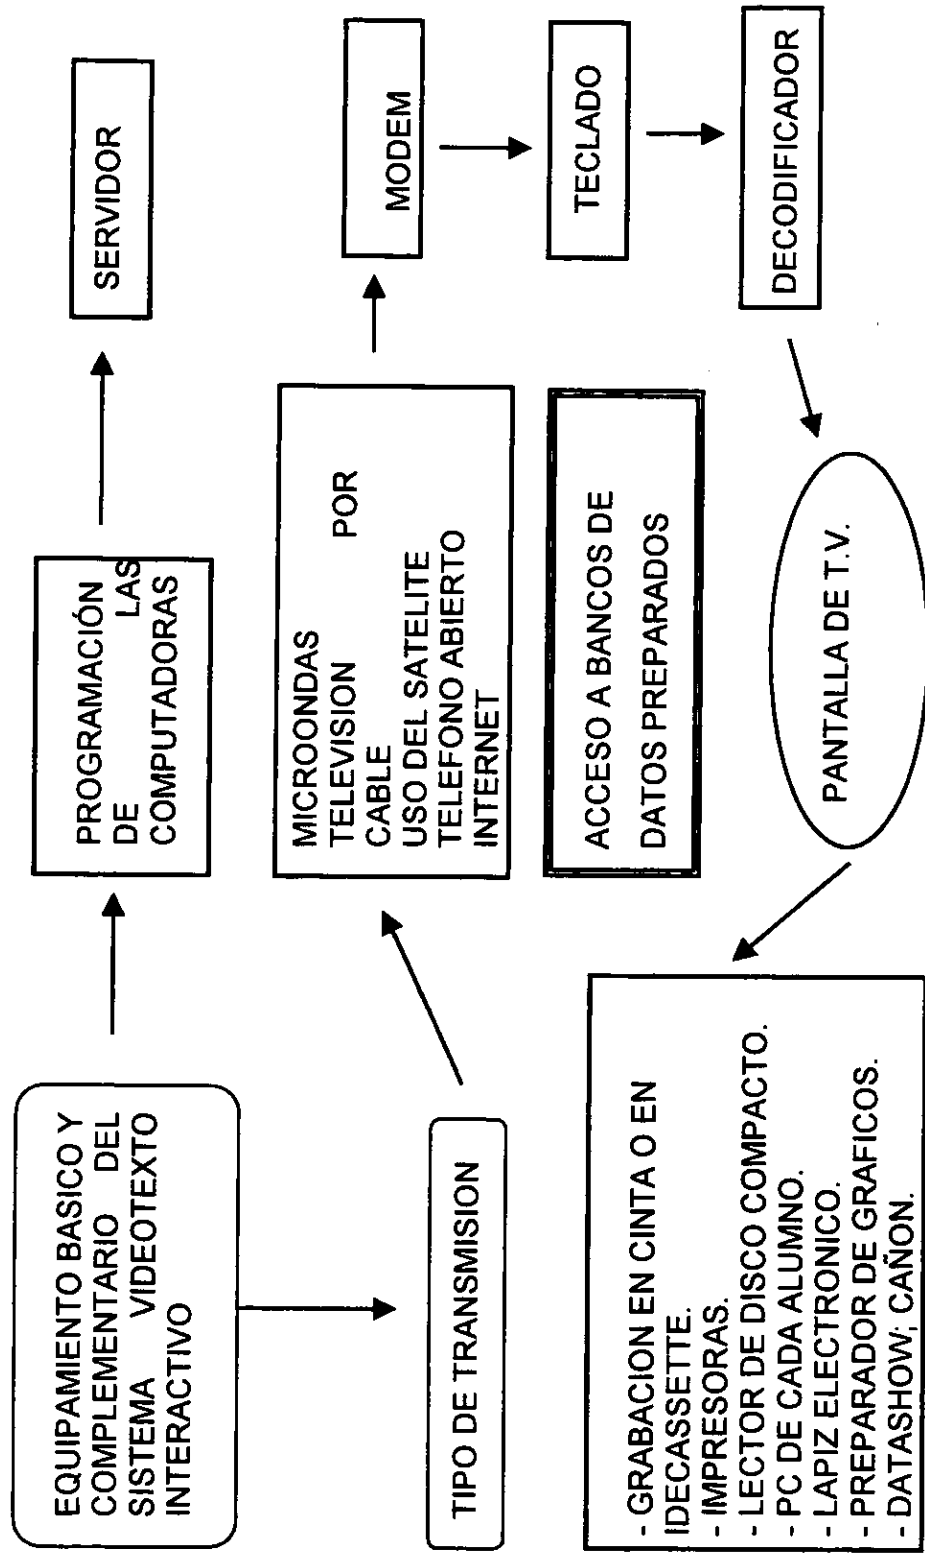 EQUIPAMIENTO BASICO Y
COMPLEMENTARIO DEL
SISTEMA VIDEOTEXTO
INTERACTIVO
PROGRAMACIÓN
DE LAS
COMPUTADORAS
SERVIDOR
TIPO DE TRANSMISION
MICROONDAS
TELEVISION POR
CABLE
USO DEL SATELITE
TELEFONO ABIERTO
INTERNET
MODEM
TECLADO
DECODIFICADOR
ACCESO A BANCOS DE
DATOS PREPARADOS
PANTALLA DE T.V.
- GRABACION EN CINTA O EN
IDECASSETTE.
- IMPRESORAS.
- LECTOR DE DISCO COMPACTO.
- PC DE CADA ALUMNO.
- LAPIZ ELECTRONICO.
- PREPARADOR DE GRAFICOS.
- DATASHOW; CAÑON.